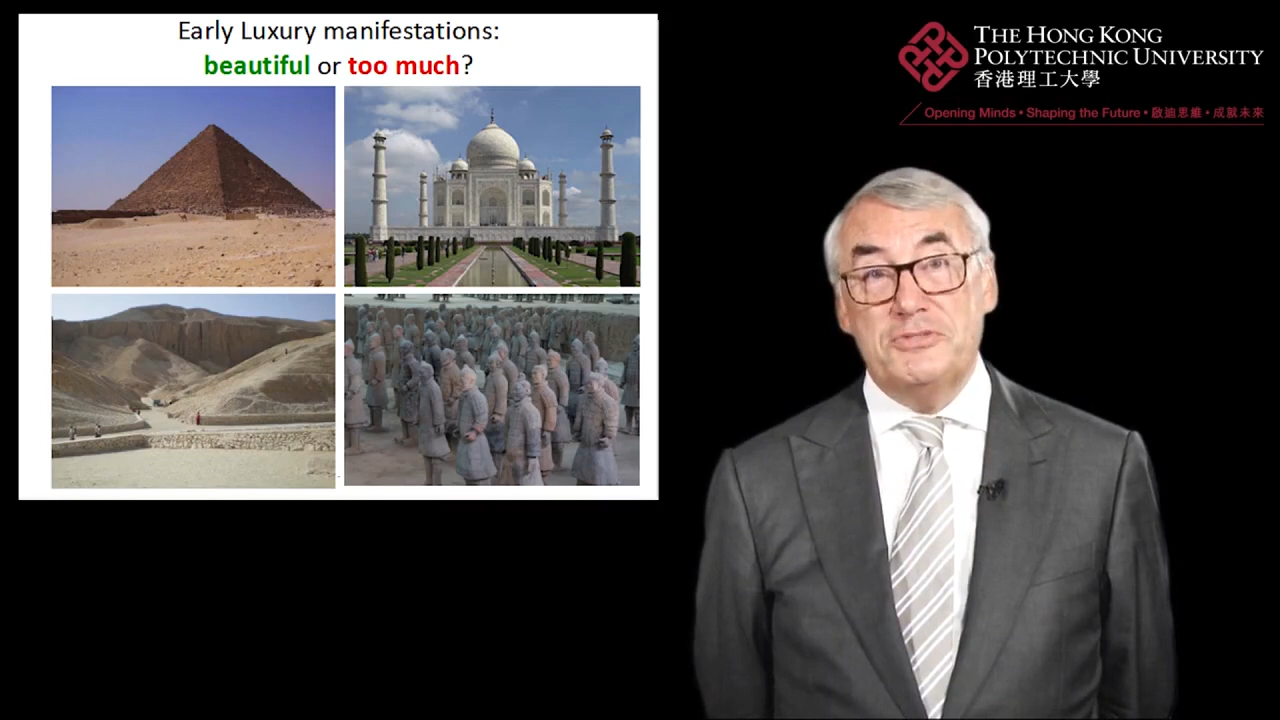 Early Luxury manifestations:
beautiful or too much?
THE HONG KONG
POLYTECHNIC UNIVERSITY
香港理工大學
Opening Minds • Shaping the Future • 啟迪思維 • 成就未來